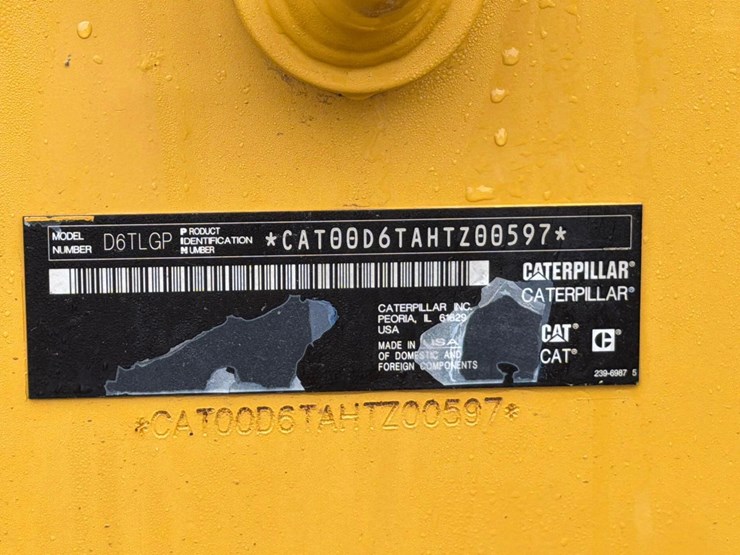 MODEL NUMBER D6TLGP PRODUCT IDENTIFICATION NUMBER *CAT00D6TAHTZ00597*
CATERPILLAR®
CATERPILLAR®
CATERPILLAR INC.
PEORIA, IL 61629
USA
MADE IN USA
OF DOMESTIC AND
FOREIGN COMPONENTS
CAT® C®
CAT®
239-6987 5
*CAT00D6TAHTZ00597*